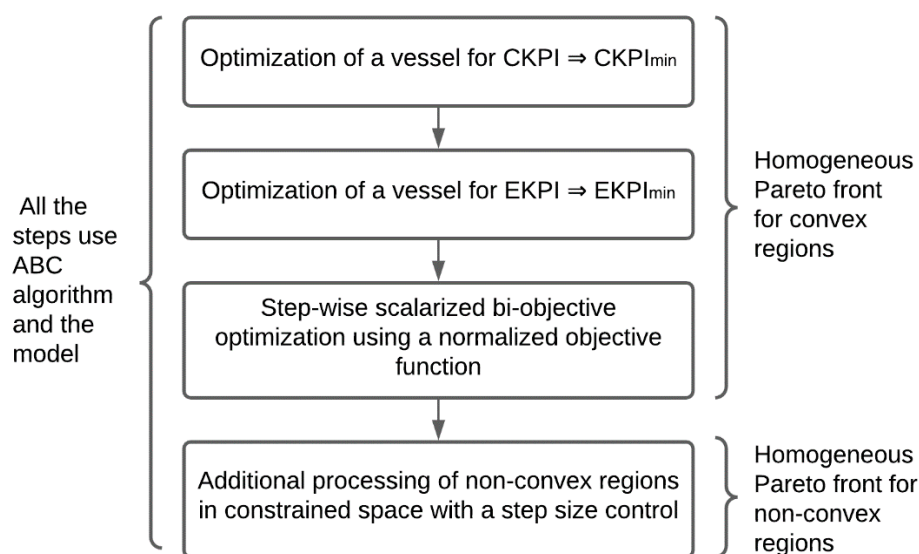 Optimization of a vessel for CKPI ⇒ CKPImin
Optimization of a vessel for EKPI ⇒ EKPImin
Step-wise scalarized bi-objective
optimization using a normalized objective
function
Additional processing of non-convex regions
in constrained space with a step size control
All the
steps use
ABC
algorithm
and the
model
Homogeneous
Pareto front
for convex
regions
Homogeneous
Pareto front for
non-convex
regions